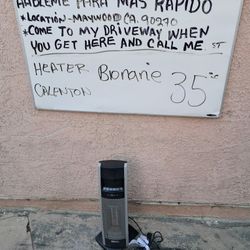 HABLEME PARA MAS RAPIDO
*LOCATION-MAYWOOD CA. 90270
*COME TO MY DRIVEWAY WHEN
YOU GET HERE AND CALL ME
HEATER Bionaire 35
CALENTON